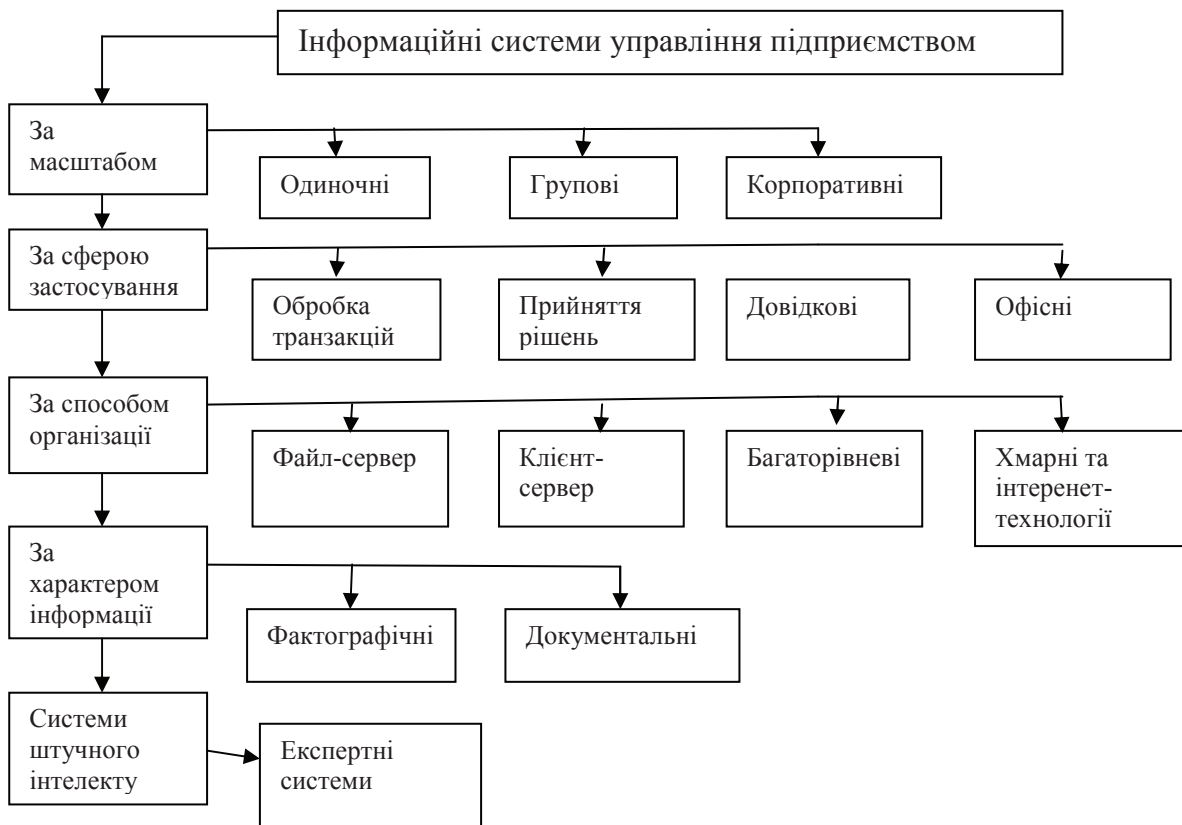 Інформаційні системи управління підприємством
За
масштабом
Одиночні
Групові
Корпоративні
За сферою
застосування
Обробка
транзакцій
Прийняття
рішень
Довідкові
Офісні
За способом
організації
Файл-сервер
Клієнт-
сервер
Багаторівневі
Хмарні та
інтеренет-
технології
За
характером
інформації
Фактографічні
Документальні
Системи
штучного
інтелекту
Експертні
системи